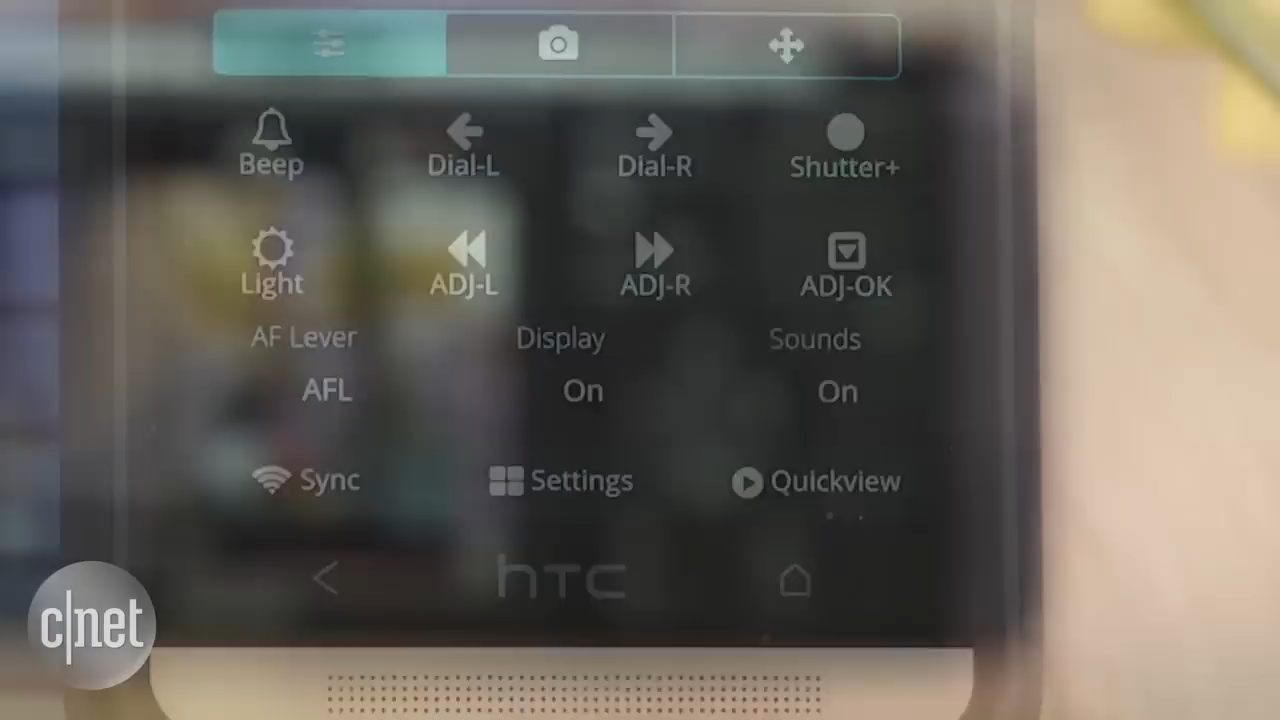 Beep Dial-L Dial-R Shutter+
Light ADJ-L ADJ-R ADJ-OK
AF Lever Display Sounds
AFL On On
Sync Settings Quickview
hTC
c|net